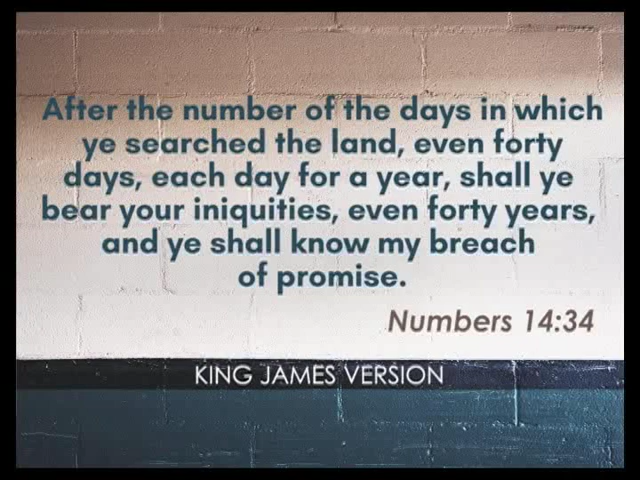 After the number of the days in which
ye searched the land, even forty
days, each day for a year, shall ye
bear your iniquities, even forty years,
and ye shall know my breach
of promise.
Numbers 14:34
KING JAMES VERSION